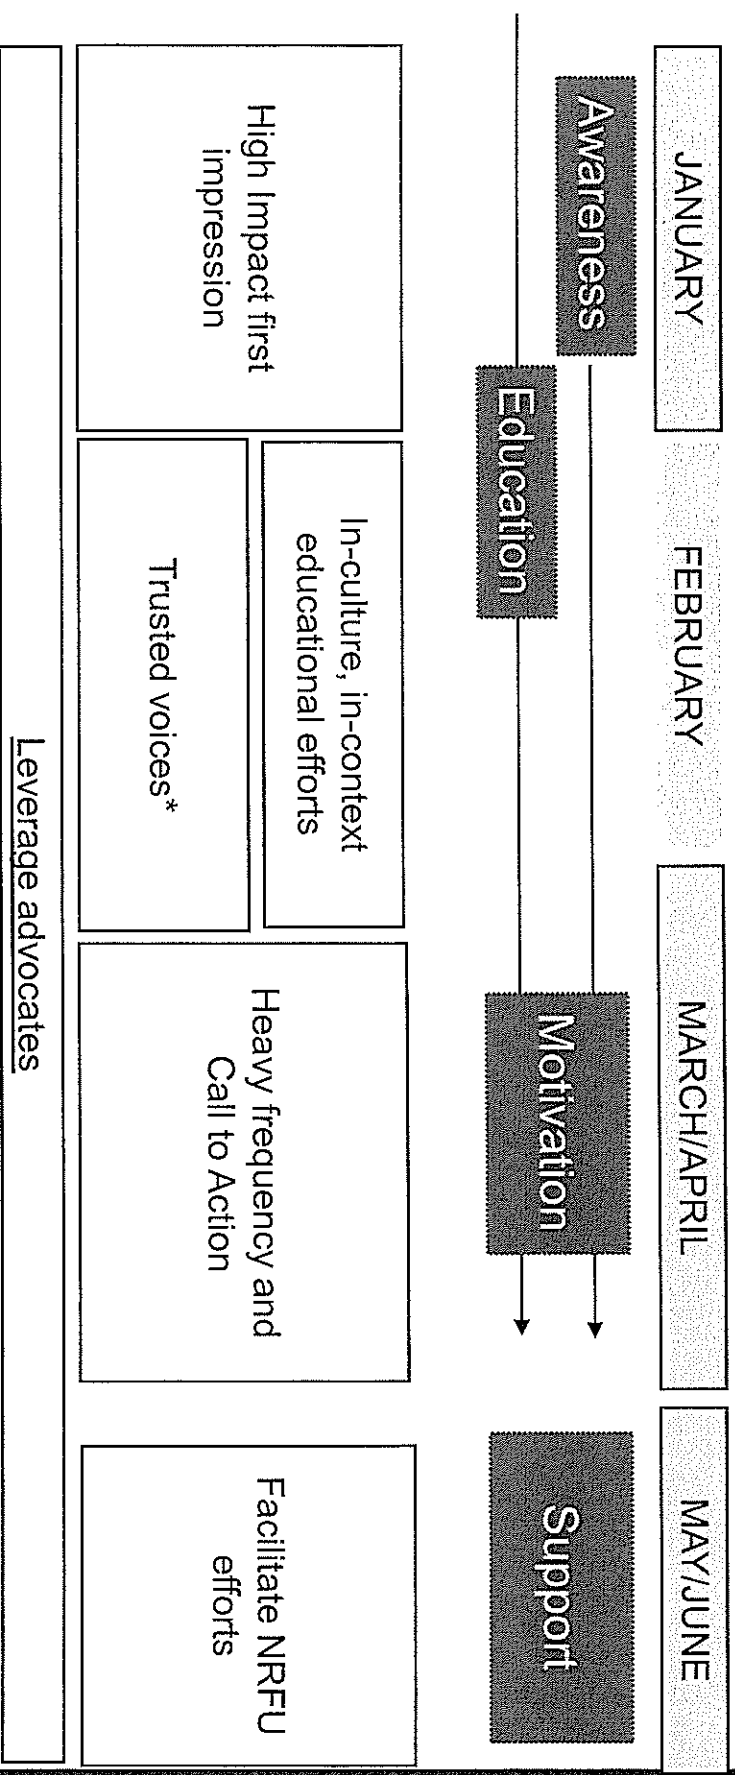 JANUARY
FEBRUARY
MARCH/APRIL
MAY/JUNE
Awareness
Education
Motivation
Support
High Impact first
impression
In-culture, in-context
educational efforts
Trusted voices*
Heavy frequency and
Call to Action
Facilitate NRFU
efforts
Leverage advocates